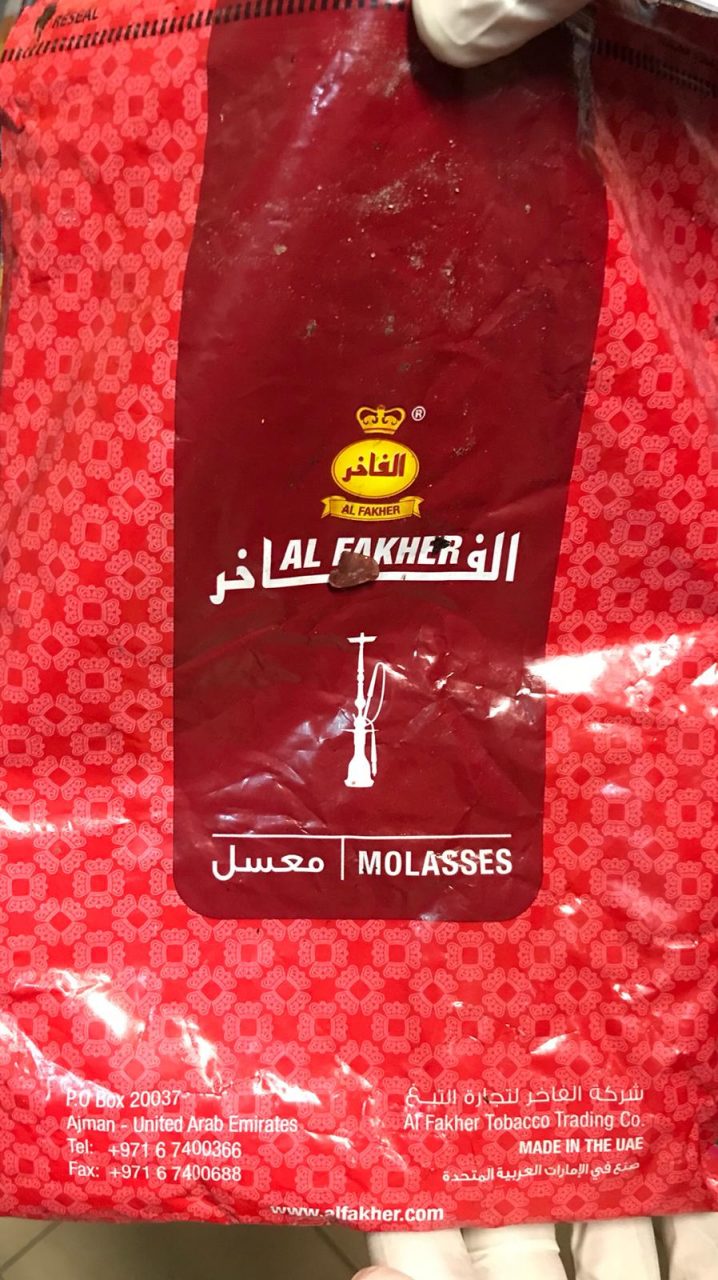 RESEAL
®
الفاخر
AL FAKHER
AL FAKHER
الفاخر
معسل | MOLASSES
P.O Box 20037
Ajman - United Arab Emirates
Tel: +971 6 7400366
Fax: +971 6 7400688
شركة الفاخر لتجارة التبغ
Al Fakher Tobacco Trading Co.
MADE IN THE UAE
صنع في الإمارات العربية المتحدة
www.alfakher.com